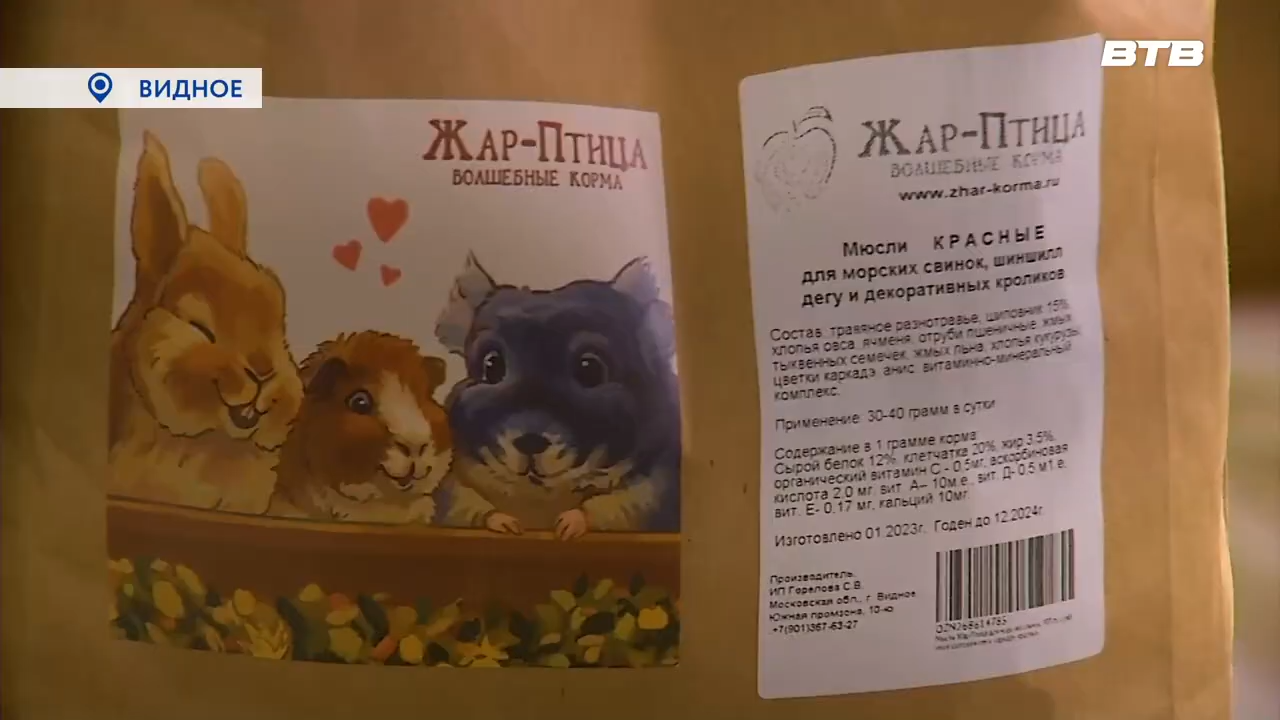 ВИДНОЕ
ВТВ
Жар-Птица
ВОЛШЕБНЫЕ КОРМА
Жар-Птица
ВОЛШЕБНЫЕ КОРМА
www.zhar-korma.ru
Мюсли КРАСНЫЕ
для морских свинок, шиншилл
дегу и декоративных кроликов
Состав: травяное разнотравье, шиповник 15%,
хлопья овса, ячменя, отруби пшеничные, жмых
тыквенных семечек, жмых льна, хлопья кукурузы,
цветки каркадэ, анис, витаминно-минеральный
комплекс.
Применение: 30-40 грамм в сутки
Содержание в 1 грамме корма:
Сырой белок 12%, клетчатка 20%, жир 3,5%,
органический витамин С - 0,5мг, аскорбиновая
кислота 2,0 мг, вит. А– 10м.е., вит. Д- 0,5 м.е.
вит. Е- 0,17 мг, кальций 10мг.
Изготовлено 01.2023г. Годен до 12.2024г.
Производитель:
ИП Горелова С.В.
Московская обл., г. Видное
Южная промзона, 10-ю
+7(901)367-63-27
OZN268614785